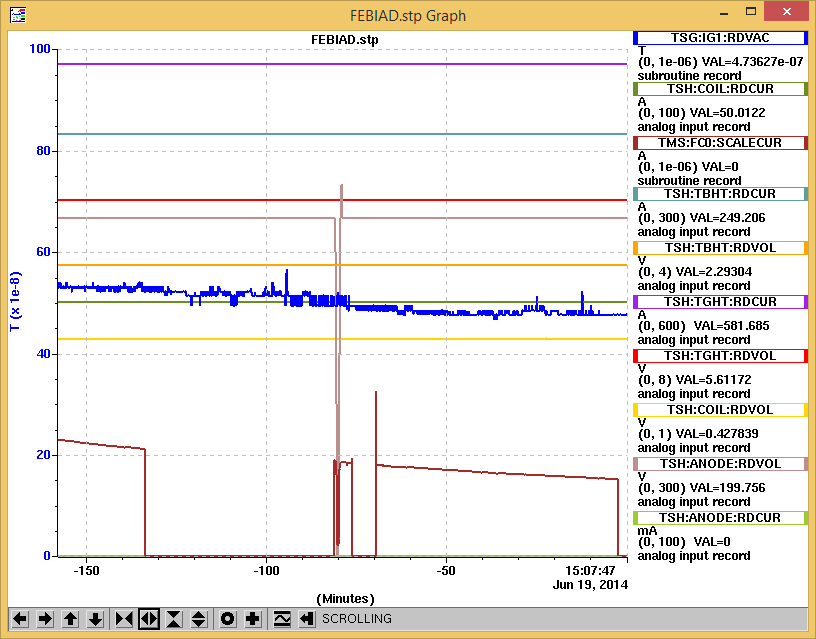 FEBIAD.stp Graph
FEBIAD.stp
100
80
60
40
20
0
T (x 1e-8)
-150
-100
-50
15:07:47
Jun 19, 2014
(Minutes)
TSG:IG1:RDVAC
T
(0, 1e-06) VAL=4.73627e-07
subroutine record
TSH:COIL:RDCUR
A
(0, 100) VAL=50.0122
analog input record
TMS:FC0:SCALECUR
A
(0, 1e-06) VAL=0
subroutine record
TSH:TBHT:RDCUR
A
(0, 300) VAL=249.206
analog input record
TSH:TBHT:RDVOL
V
(0, 4) VAL=2.29304
analog input record
TSH:TGHT:RDCUR
A
(0, 600) VAL=581.685
analog input record
TSH:TGHT:RDVOL
V
(0, 8) VAL=5.61172
analog input record
TSH:COIL:RDVOL
V
(0, 1) VAL=0.427839
analog input record
TSH:ANODE:RDVOL
V
(0, 300) VAL=199.756
analog input record
TSH:ANODE:RDCUR
mA
(0, 100) VAL=0
analog input record
SCROLLING